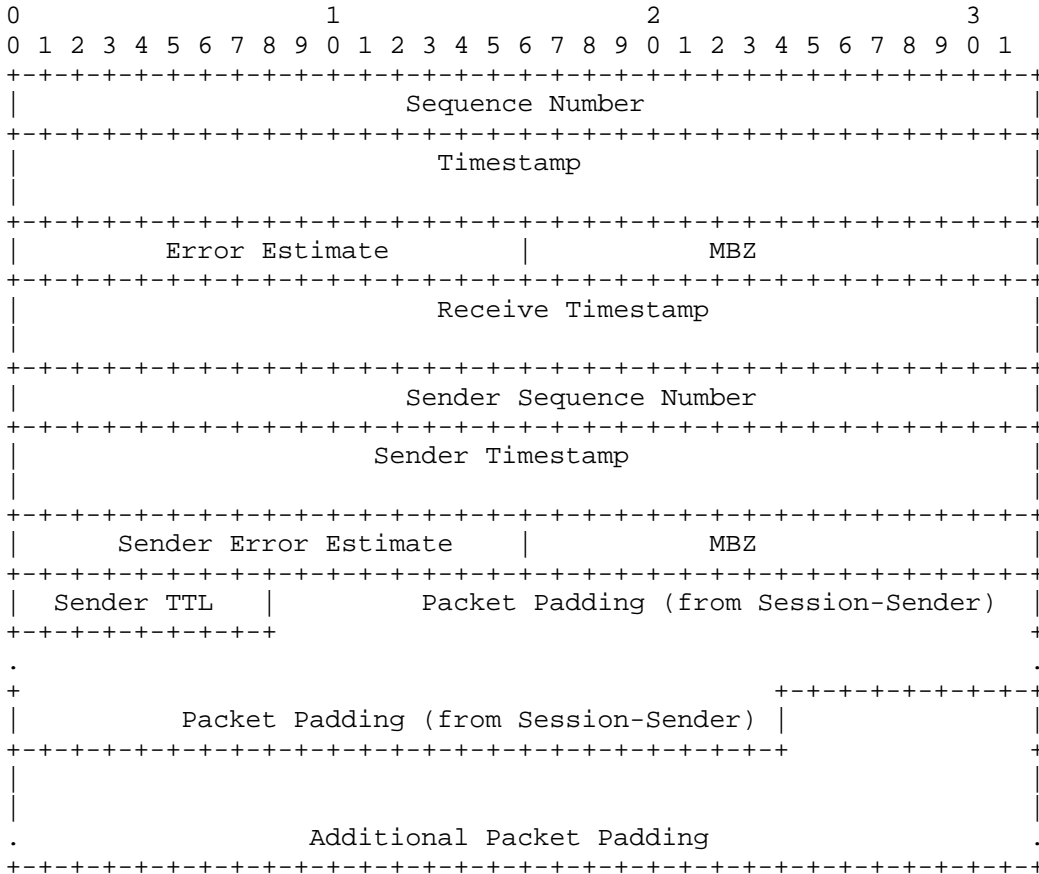 0                   1                   2                   3
0 1 2 3 4 5 6 7 8 9 0 1 2 3 4 5 6 7 8 9 0 1 2 3 4 5 6 7 8 9 0 1
+-+-+-+-+-+-+-+-+-+-+-+-+-+-+-+-+-+-+-+-+-+-+-+-+-+-+-+-+-+-+-+-+
|                        Sequence Number                        |
+-+-+-+-+-+-+-+-+-+-+-+-+-+-+-+-+-+-+-+-+-+-+-+-+-+-+-+-+-+-+-+-+
|                          Timestamp                            |
|                                                               |
+-+-+-+-+-+-+-+-+-+-+-+-+-+-+-+-+-+-+-+-+-+-+-+-+-+-+-+-+-+-+-+-+
|         Error Estimate        |           MBZ                 |
+-+-+-+-+-+-+-+-+-+-+-+-+-+-+-+-+-+-+-+-+-+-+-+-+-+-+-+-+-+-+-+-+
|                          Receive Timestamp                    |
|                                                               |
+-+-+-+-+-+-+-+-+-+-+-+-+-+-+-+-+-+-+-+-+-+-+-+-+-+-+-+-+-+-+-+-+
|                        Sender Sequence Number                 |
+-+-+-+-+-+-+-+-+-+-+-+-+-+-+-+-+-+-+-+-+-+-+-+-+-+-+-+-+-+-+-+-+
|                      Sender Timestamp                         |
|                                                               |
+-+-+-+-+-+-+-+-+-+-+-+-+-+-+-+-+-+-+-+-+-+-+-+-+-+-+-+-+-+-+-+-+
|      Sender Error Estimate    |           MBZ                 |
+-+-+-+-+-+-+-+-+-+-+-+-+-+-+-+-+-+-+-+-+-+-+-+-+-+-+-+-+-+-+-+-+
|  Sender TTL   |         Packet Padding (from Session-Sender)  |
+-+-+-+-+-+-+-+-+                                               +
.                                                               .
+                                               +-+-+-+-+-+-+-+-+
|          Packet Padding (from Session-Sender) |               |
+-+-+-+-+-+-+-+-+-+-+-+-+-+-+-+-+-+-+-+-+-+-+-+-+               +
|                                                               |
|                                                               |
.                  Additional Packet Padding                    .
+-+-+-+-+-+-+-+-+-+-+-+-+-+-+-+-+-+-+-+-+-+-+-+-+-+-+-+-+-+-+-+-+